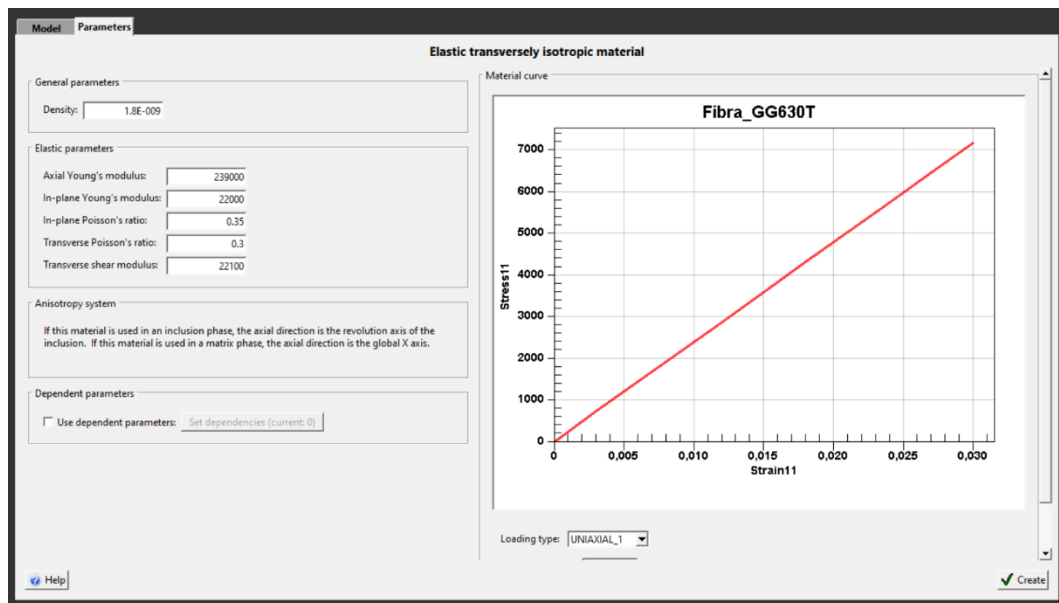 Model
Parameters
Elastic transversely isotropic material
General parameters
Density: 1.8E-009
Elastic parameters
Axial Young's modulus: 239000
In-plane Young's modulus: 22000
In-plane Poisson's ratio: 0.35
Transverse Poisson's ratio: 0.3
Transverse shear modulus: 22100
Anisotropy system
If this material is used in an inclusion phase, the axial direction is the revolution axis of the
inclusion. If this material is used in a matrix phase, the axial direction is the global X axis.
Dependent parameters
Use dependent parameters: Set dependencies (current: 0)
Material curve
Fibra_GG630T
7000
6000
5000
4000
3000
2000
1000
0
Stress11
0 0,005 0,010 0,015 0,020 0,025 0,030
Strain11
Loading type: UNIAXIAL_1
Help
Create